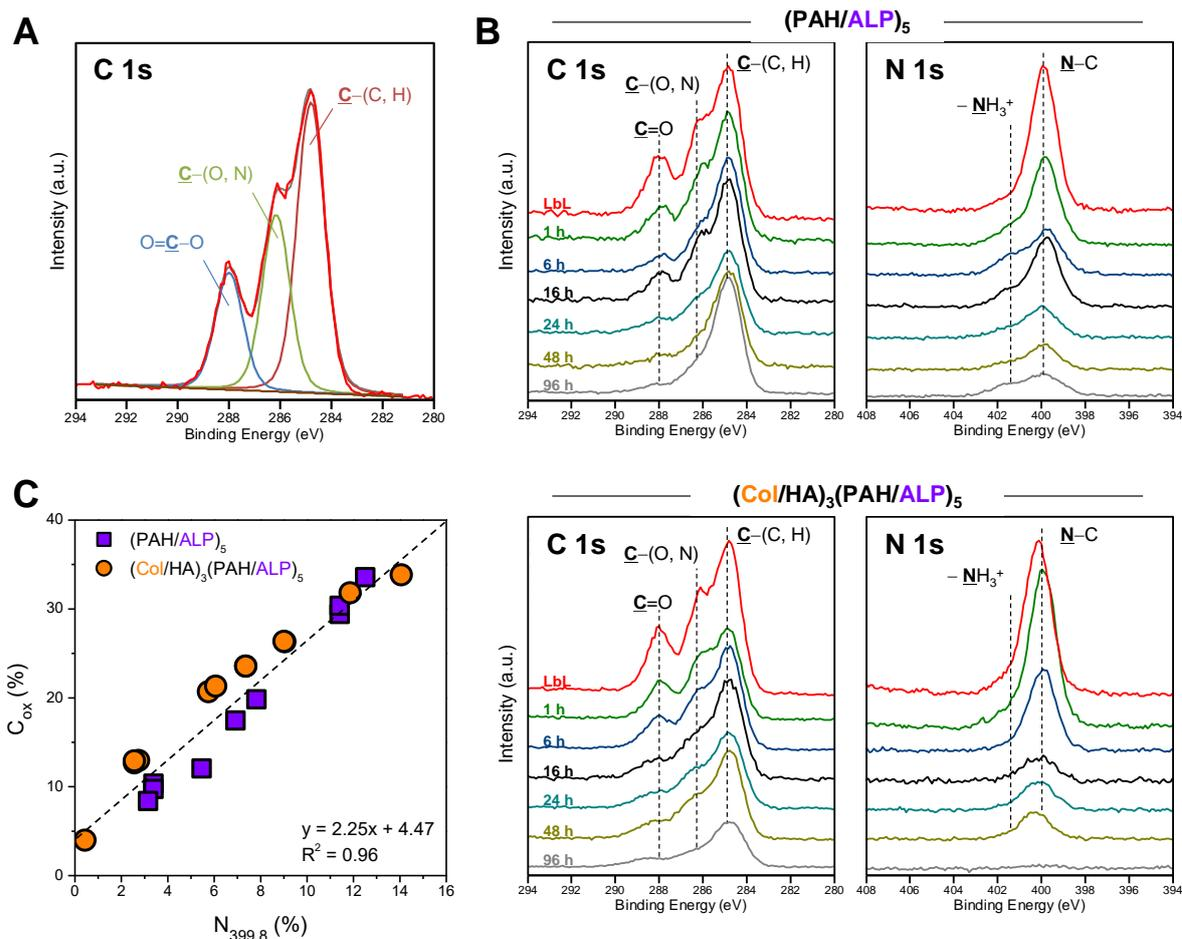 A
C 1s
C–(C, H)
C–(O, N)
O=C–O
Intensity (a.u.)
294 292 290 288 286 284 282 280
Binding Energy (eV)
B
(PAH/ALP)5
C 1s
C–(C, H)
C–(O, N)
C=O
LbL
1 h
6 h
16 h
24 h
48 h
96 h
Intensity (a.u.)
294 292 290 288 286 284 282 280
Binding Energy (eV)
N 1s
N–C
– NH3+
408 406 404 402 400 398 396 394
Binding Energy (eV)
C
40
30
20
10
0
Cox (%)
(PAH/ALP)5
(Col/HA)3(PAH/ALP)5
y = 2.25x + 4.47
R2 = 0.96
0 2 4 6 8 10 12 14 16
N399.8 (%)
(Col/HA)3(PAH/ALP)5
C 1s
C–(C, H)
C–(O, N)
C=O
LbL
1 h
6 h
16 h
24 h
48 h
96 h
Intensity (a.u.)
294 292 290 288 286 284 282 280
Binding Energy (eV)
N 1s
N–C
– NH3+
408 406 404 402 400 398 396 394
Binding Energy (eV)